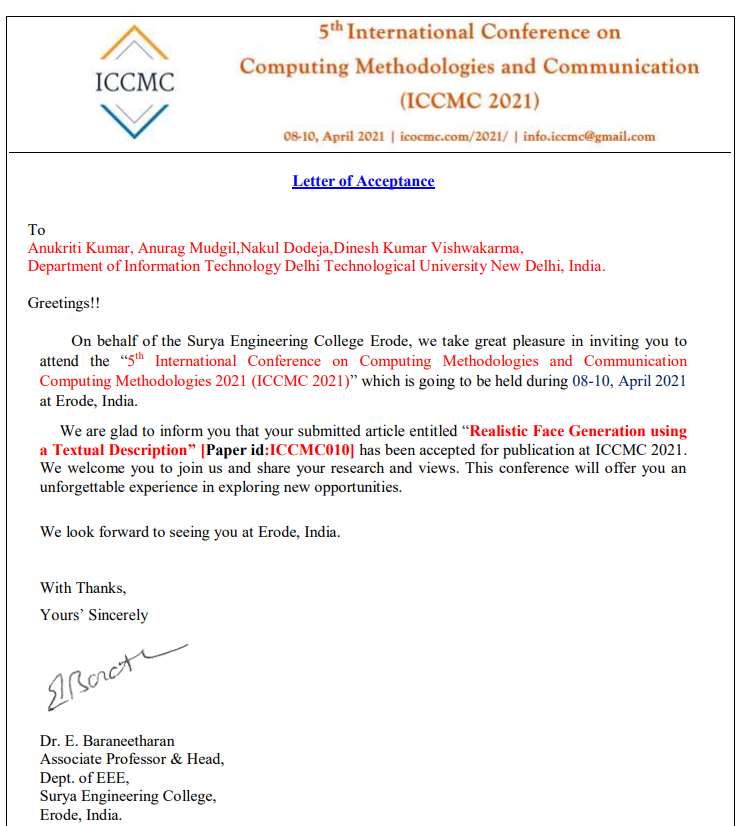 5th International Conference on
ICCMC
Computing Methodologies and Communication
(ICCMC 2021)
08-10, April 2021 | icocmc.com/2021/ | info.iccmc@gmail.com
Letter of Acceptance
To
Anukriti Kumar, Anurag Mudgil,Nakul Dodeja,Dinesh Kumar Vishwakarma,
Department of Information Technology Delhi Technological University New Delhi, India.
Greetings!!
On behalf of the Surya Engineering College Erode, we take great pleasure in inviting you to
attend the “5th International Conference on Computing Methodologies and Communication
Computing Methodologies 2021 (ICCMC 2021)” which is going to be held during 08-10, April 2021
at Erode, India.
We are glad to inform you that your submitted article entitled “Realistic Face Generation using
a Textual Description” [Paper id:ICCMC010] has been accepted for publication at ICCMC 2021.
We welcome you to join us and share your research and views. This conference will offer you an
unforgettable experience in exploring new opportunities.
We look forward to seeing you at Erode, India.
With Thanks,
Yours’ Sincerely
Dr. E. Baraneetharan
Associate Professor & Head,
Dept. of EEE,
Surya Engineering College,
Erode, India.